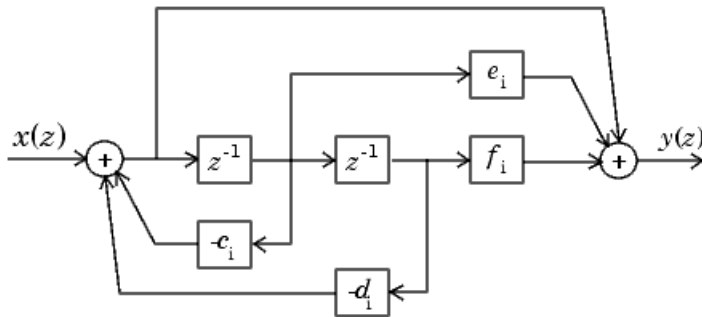 eᵢ
x(z)
y(z)
+
z⁻¹
z⁻¹
fᵢ
+
-cᵢ
-dᵢ